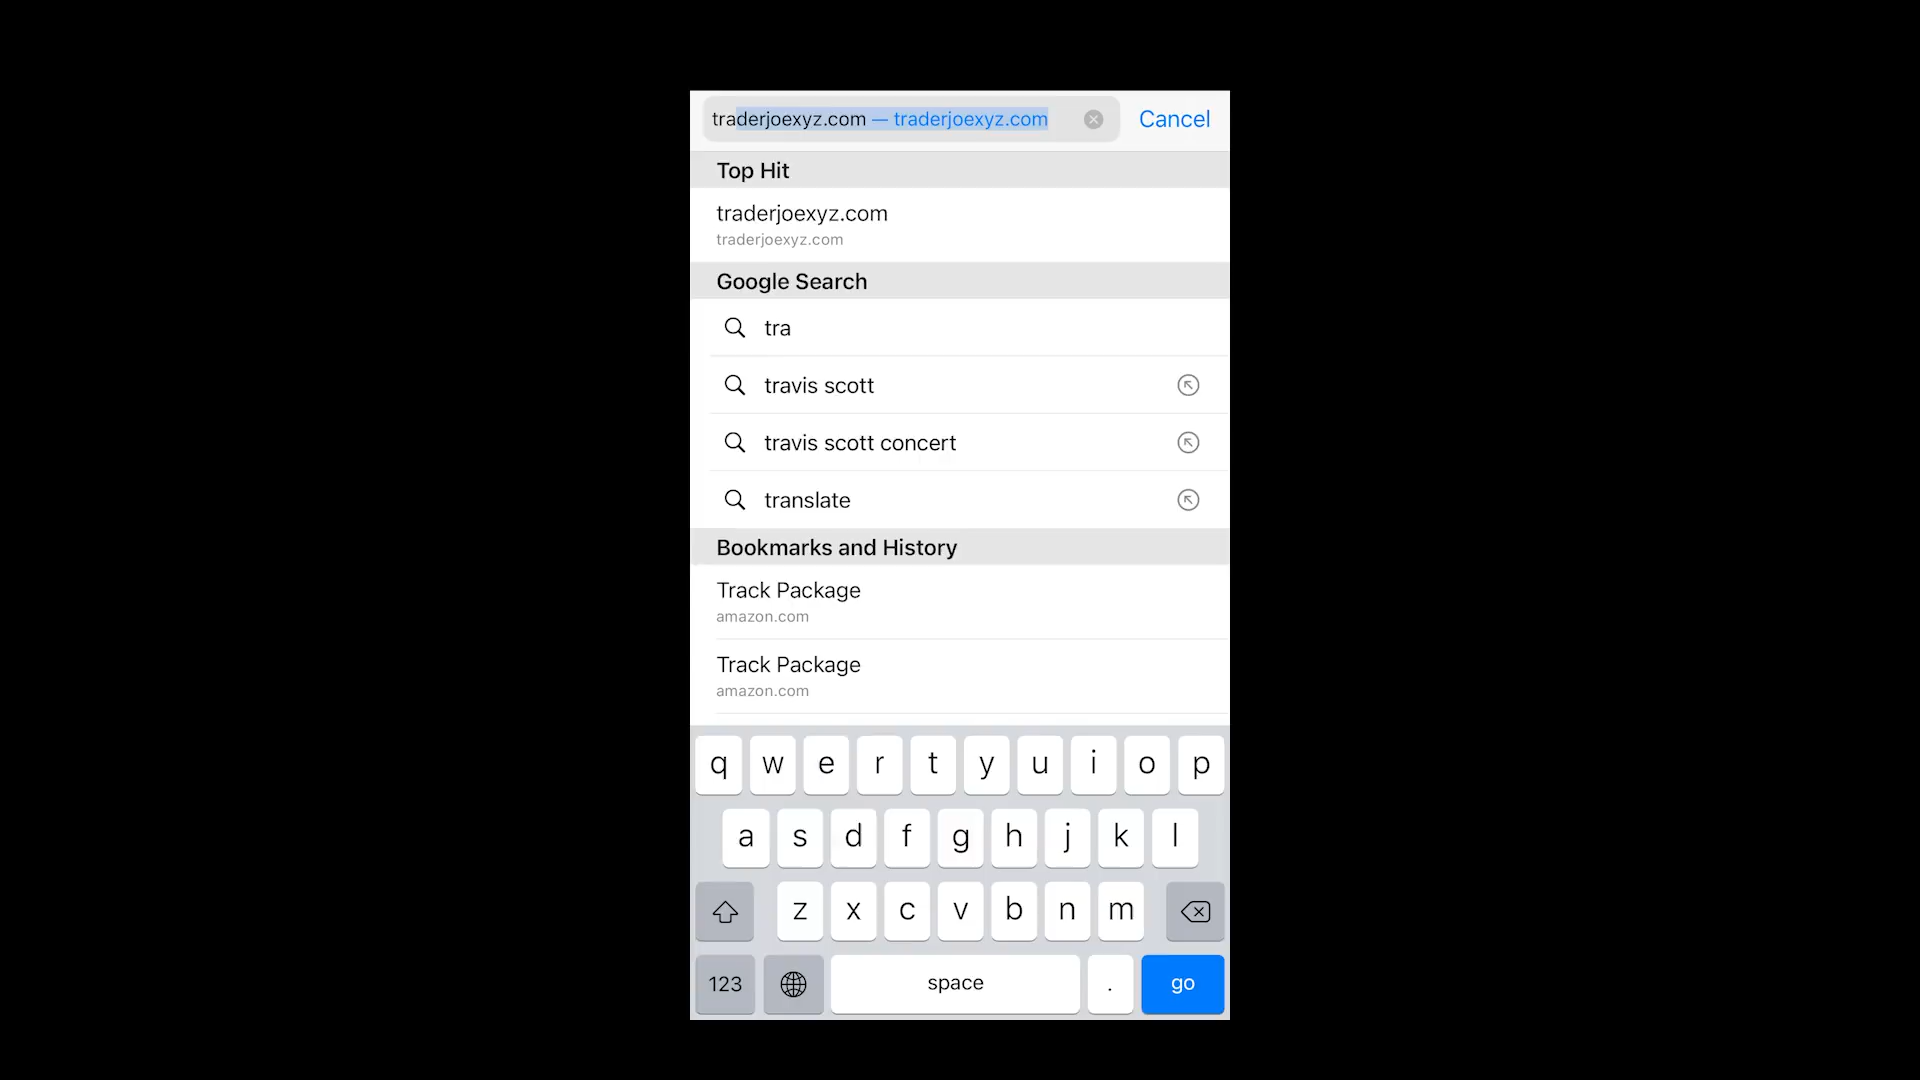 traderjoexyz.com — traderjoexyz.com Cancel
Top Hit
traderjoexyz.com
traderjoexyz.com
Google Search
tra
travis scott
travis scott concert
translate
Bookmarks and History
Track Package
amazon.com
Track Package
amazon.com
q w e r t y u i o p
a s d f g h j k l
z x c v b n m
123 space . go